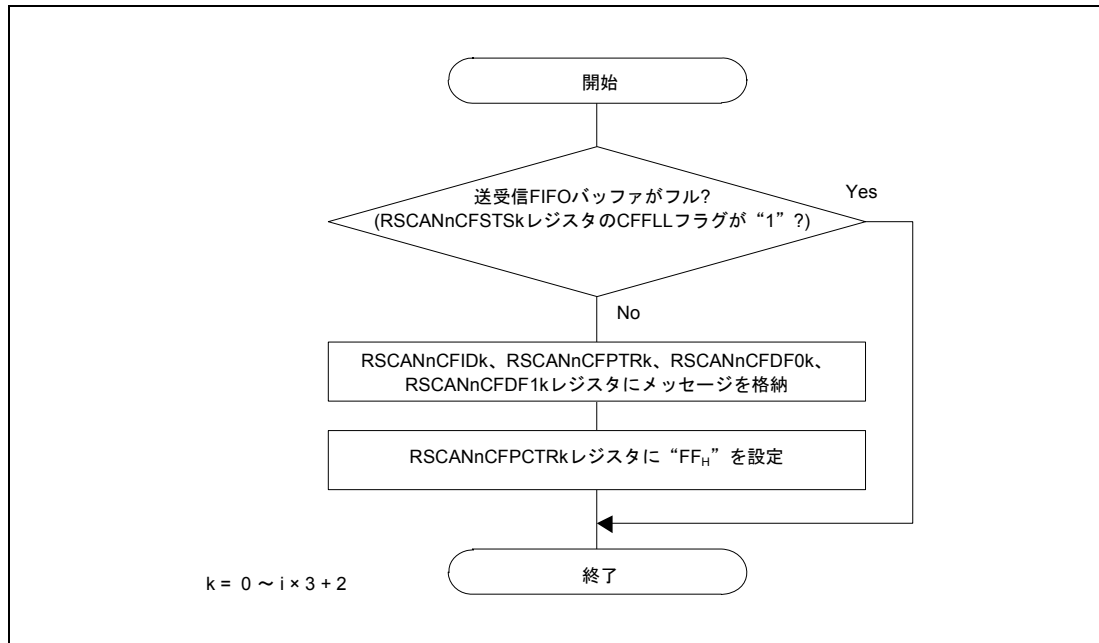 開始
送受信FIFOバッファがフル?
(RSCANnCFSTSkレジスタのCFFLLフラグが“1”?)
Yes
No
RSCANnCFIDk、RSCANnCFPTRk、RSCANnCFDF0k、
RSCANnCFDF1kレジスタにメッセージを格納
RSCANnCFPCTRkレジスタに“FFH”を設定
終了
k = 0 ～ i × 3 + 2